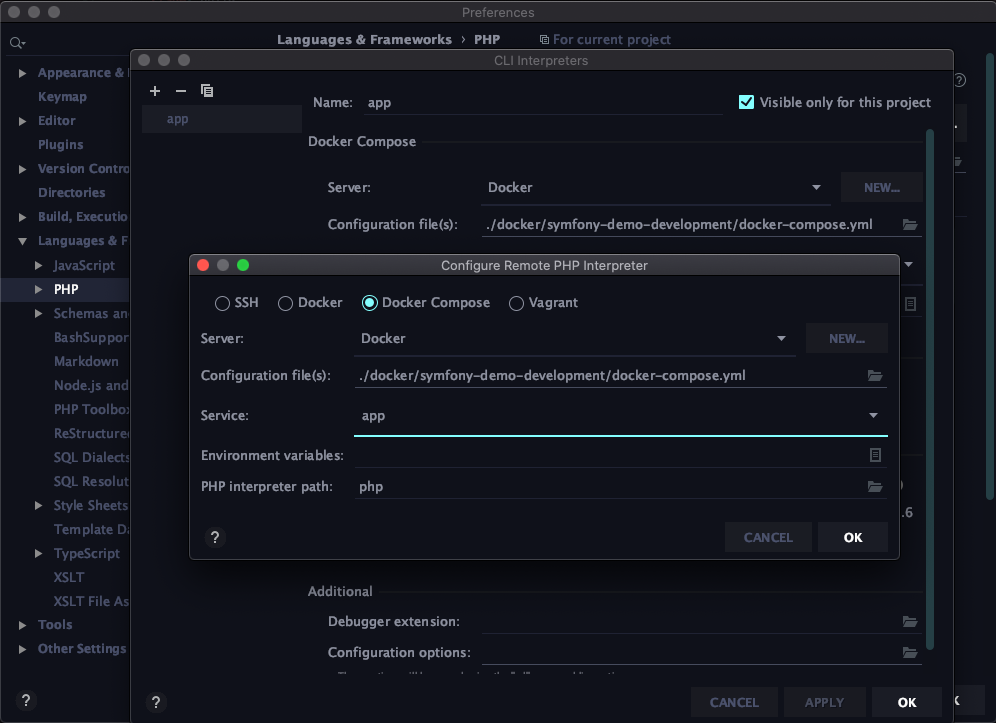 Preferences
Languages & Frameworks › PHP For current project
CLI Interpreters
Appearance &
Keymap
Editor
Plugins
Version Contro
Directories
Build, Executio
Languages & F
JavaScript
PHP
Schemas an
BashSuppor
Markdown
Node.js and
PHP Toolbox
ReStructured
SQL Dialects
SQL Resolut
Style Sheets
Template Da
TypeScript
XSLT
XSLT File As
Tools
Other Settings
?
app
Name: app
Visible only for this project
Docker Compose
Server: Docker NEW...
Configuration file(s): ./docker/symfony-demo-development/docker-compose.yml
Configure Remote PHP Interpreter
SSH Docker Docker Compose Vagrant
Server: Docker NEW...
Configuration file(s): ./docker/symfony-demo-development/docker-compose.yml
Service: app
Environment variables:
PHP interpreter path: php
? CANCEL OK
.6
Additional
Debugger extension:
Configuration options:
? CANCEL APPLY OK
K
?